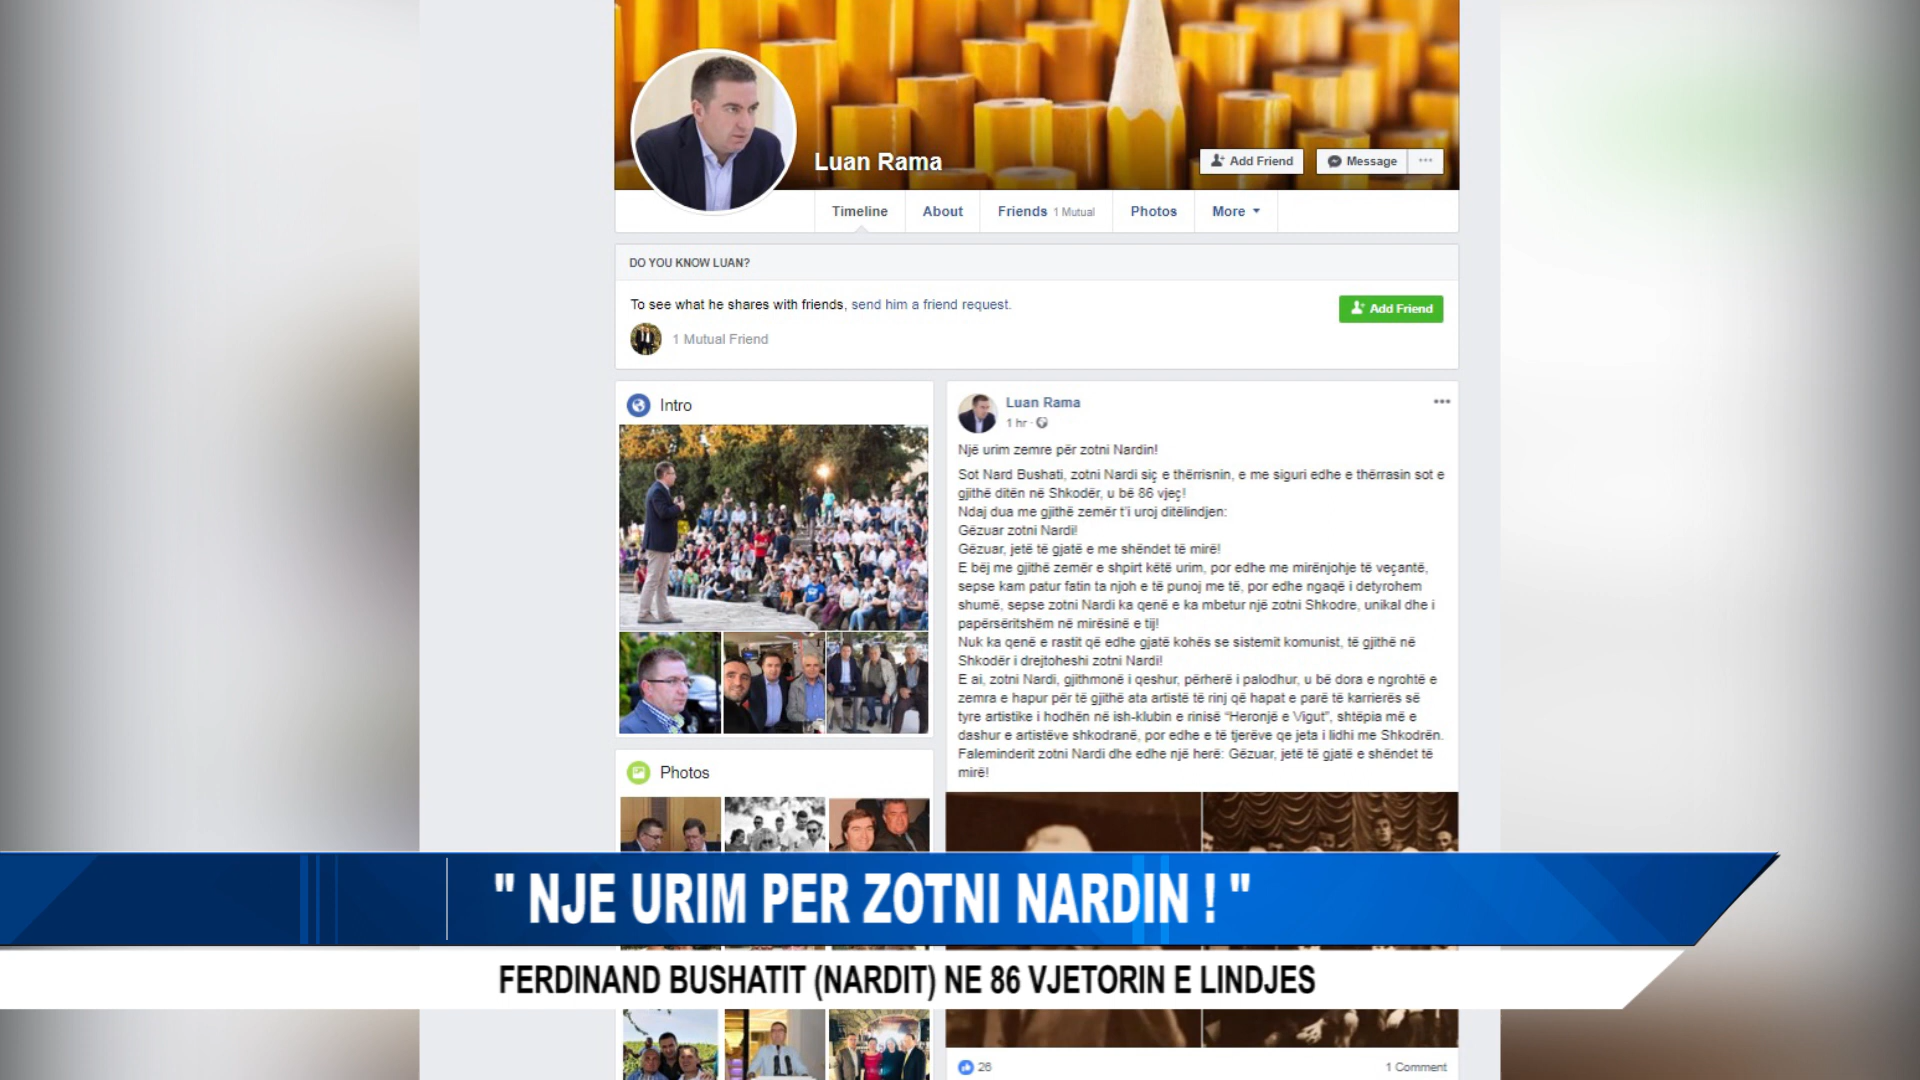 Luan Rama
Add Friend
Message
Timeline
About
Friends 1 Mutual
Photos
More
DO YOU KNOW LUAN?
To see what he shares with friends, send him a friend request.
Add Friend
1 Mutual Friend
Intro
Photos
Luan Rama
1 hr ·
Një urim zemre për zotni Nardin!
Sot Nard Bushati, zotni Nardi siç e thërrisnin, e me siguri edhe e thërrasin sot e
gjithë ditën në Shkodër, u bë 86 vjeç!
Ndaj dua me gjithë zemër t'i uroj ditëlindjen:
Gëzuar zotni Nardi!
Gëzuar, jetë të gjatë e me shëndet të mirë!
E bëj me gjithë zemër e shpirt këtë urim, por edhe me mirënjohje të veçantë,
sepse kam patur fatin ta njoh e të punoj me të, por edhe ngaqë i detyrohem
shumë, sepse zotni Nardi ka qenë e ka mbetur një zotni Shkodre, unikal dhe i
papërsëritshëm në mirësinë e tij!
Nuk ka qenë e rastit që edhe gjatë kohës se sistemit komunist, të gjithë në
Shkodër i drejtoheshi zotni Nardi!
E ai, zotni Nardi, gjithmonë i qeshur, përherë i palodhur, u bë dora e ngrohtë e
zemra e hapur për të gjithë ata artistë të rinj që hapat e parë të karrierës së
tyre artistike i hodhën në ish-klubin e rinisë "Heronjë e Vigut", shtëpia më e
dashur e artistëve shkodranë, por edhe e të tjerëve qe jeta i lidhi me Shkodrën.
Faleminderit zotni Nardi dhe edhe një herë: Gëzuar, jetë të gjatë e shëndet të
mirë!
" NJE URIM PER ZOTNI NARDIN ! "
FERDINAND BUSHATIT (NARDIT) NE 86 VJETORIN E LINDJES
26
1 Comment